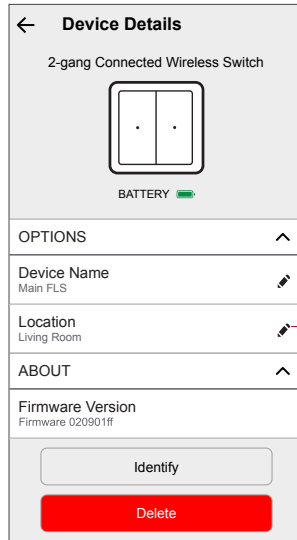 Device Details
2-gang Connected Wireless Switch
BATTERY
OPTIONS
Device Name
Main FLS
Location
Living Room
ABOUT
Firmware Version
Firmware 020901ff
Identify
Delete